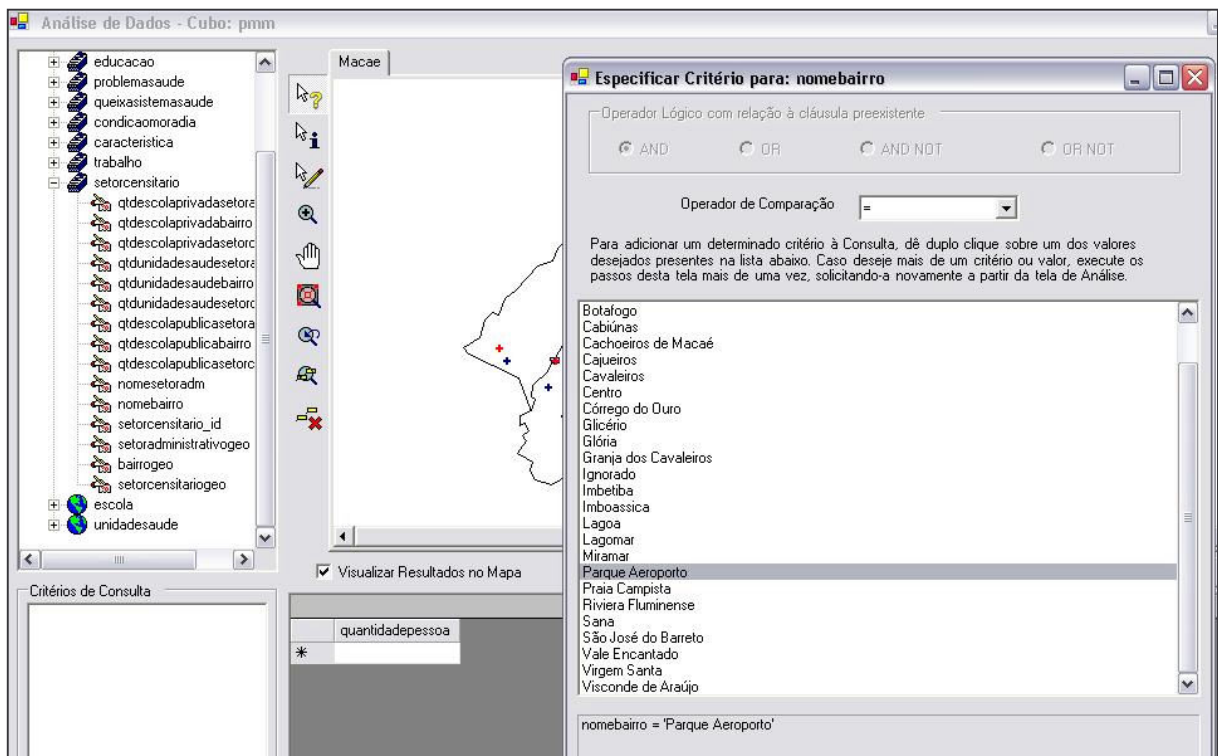 Análise de Dados - Cubo: pmm
educacao
problemasaude
queixasistemasaude
condicaomoradia
caracteristica
trabalho
setorcensitario
qtdescolaprivadasetora
qtdescolaprivadabairro
qtdescolaprivadasetorc
qtdunidadesaudesetora
qtdunidadesaudebairro
qtdunidadesaudesetorc
qtdescolapublicasetora
qtdescolapublicabairro
qtdescolapublicasetorc
nomesetoradm
nomebairro
setorcensitario_id
setoradministrativogeo
bairrogeo
setorcensitariogeo
escola
unidadesaude
Critérios de Consulta
Macae
Visualizar Resultados no Mapa
quantidadepessoa
Especificar Critério para: nomebairro
Operador Lógico com relação à cláusula preexistente
AND OR AND NOT OR NOT
Operador de Comparação =
Para adicionar um determinado critério à Consulta, dê duplo clique sobre um dos valores
desejados presentes na lista abaixo. Caso deseje mais de um critério ou valor, execute os
passos desta tela mais de uma vez, solicitando-a novamente a partir da tela de Análise.
Botafogo
Cabiúnas
Cachoeiros de Macaé
Cajueiros
Cavaleiros
Centro
Córrego do Ouro
Glicério
Glória
Granja dos Cavaleiros
Ignorado
Imbetiba
Imboassica
Lagoa
Lagomar
Miramar
Parque Aeroporto
Praia Campista
Riviera Fluminense
Sana
São José do Barreto
Vale Encantado
Virgem Santa
Visconde de Araújo
nomebairro = 'Parque Aeroporto'